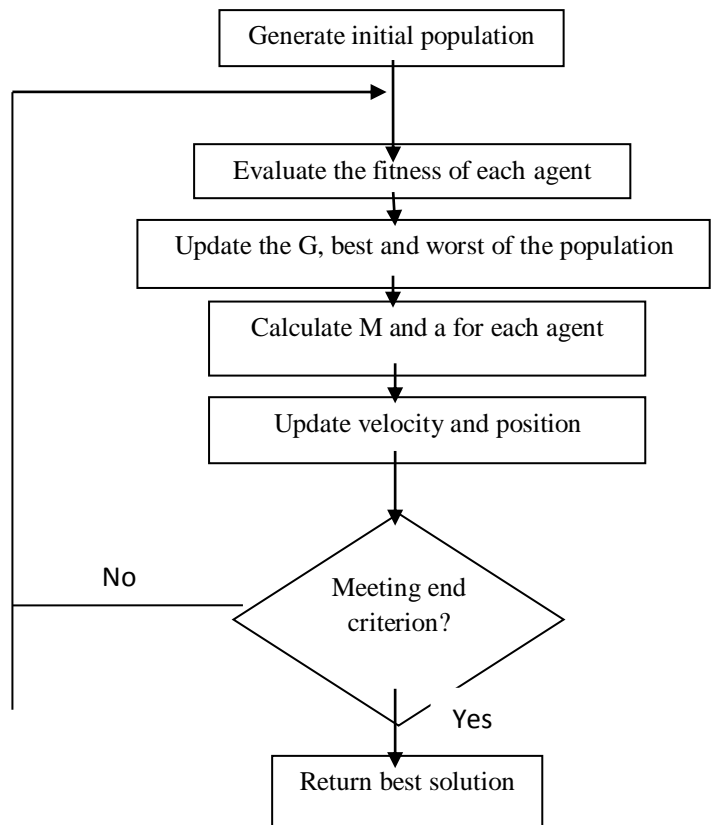 Generate initial population
Evaluate the fitness of each agent
Update the G, best and worst of the population
Calculate M and a for each agent
Update velocity and position
No
Meeting end
criterion?
Yes
Return best solution